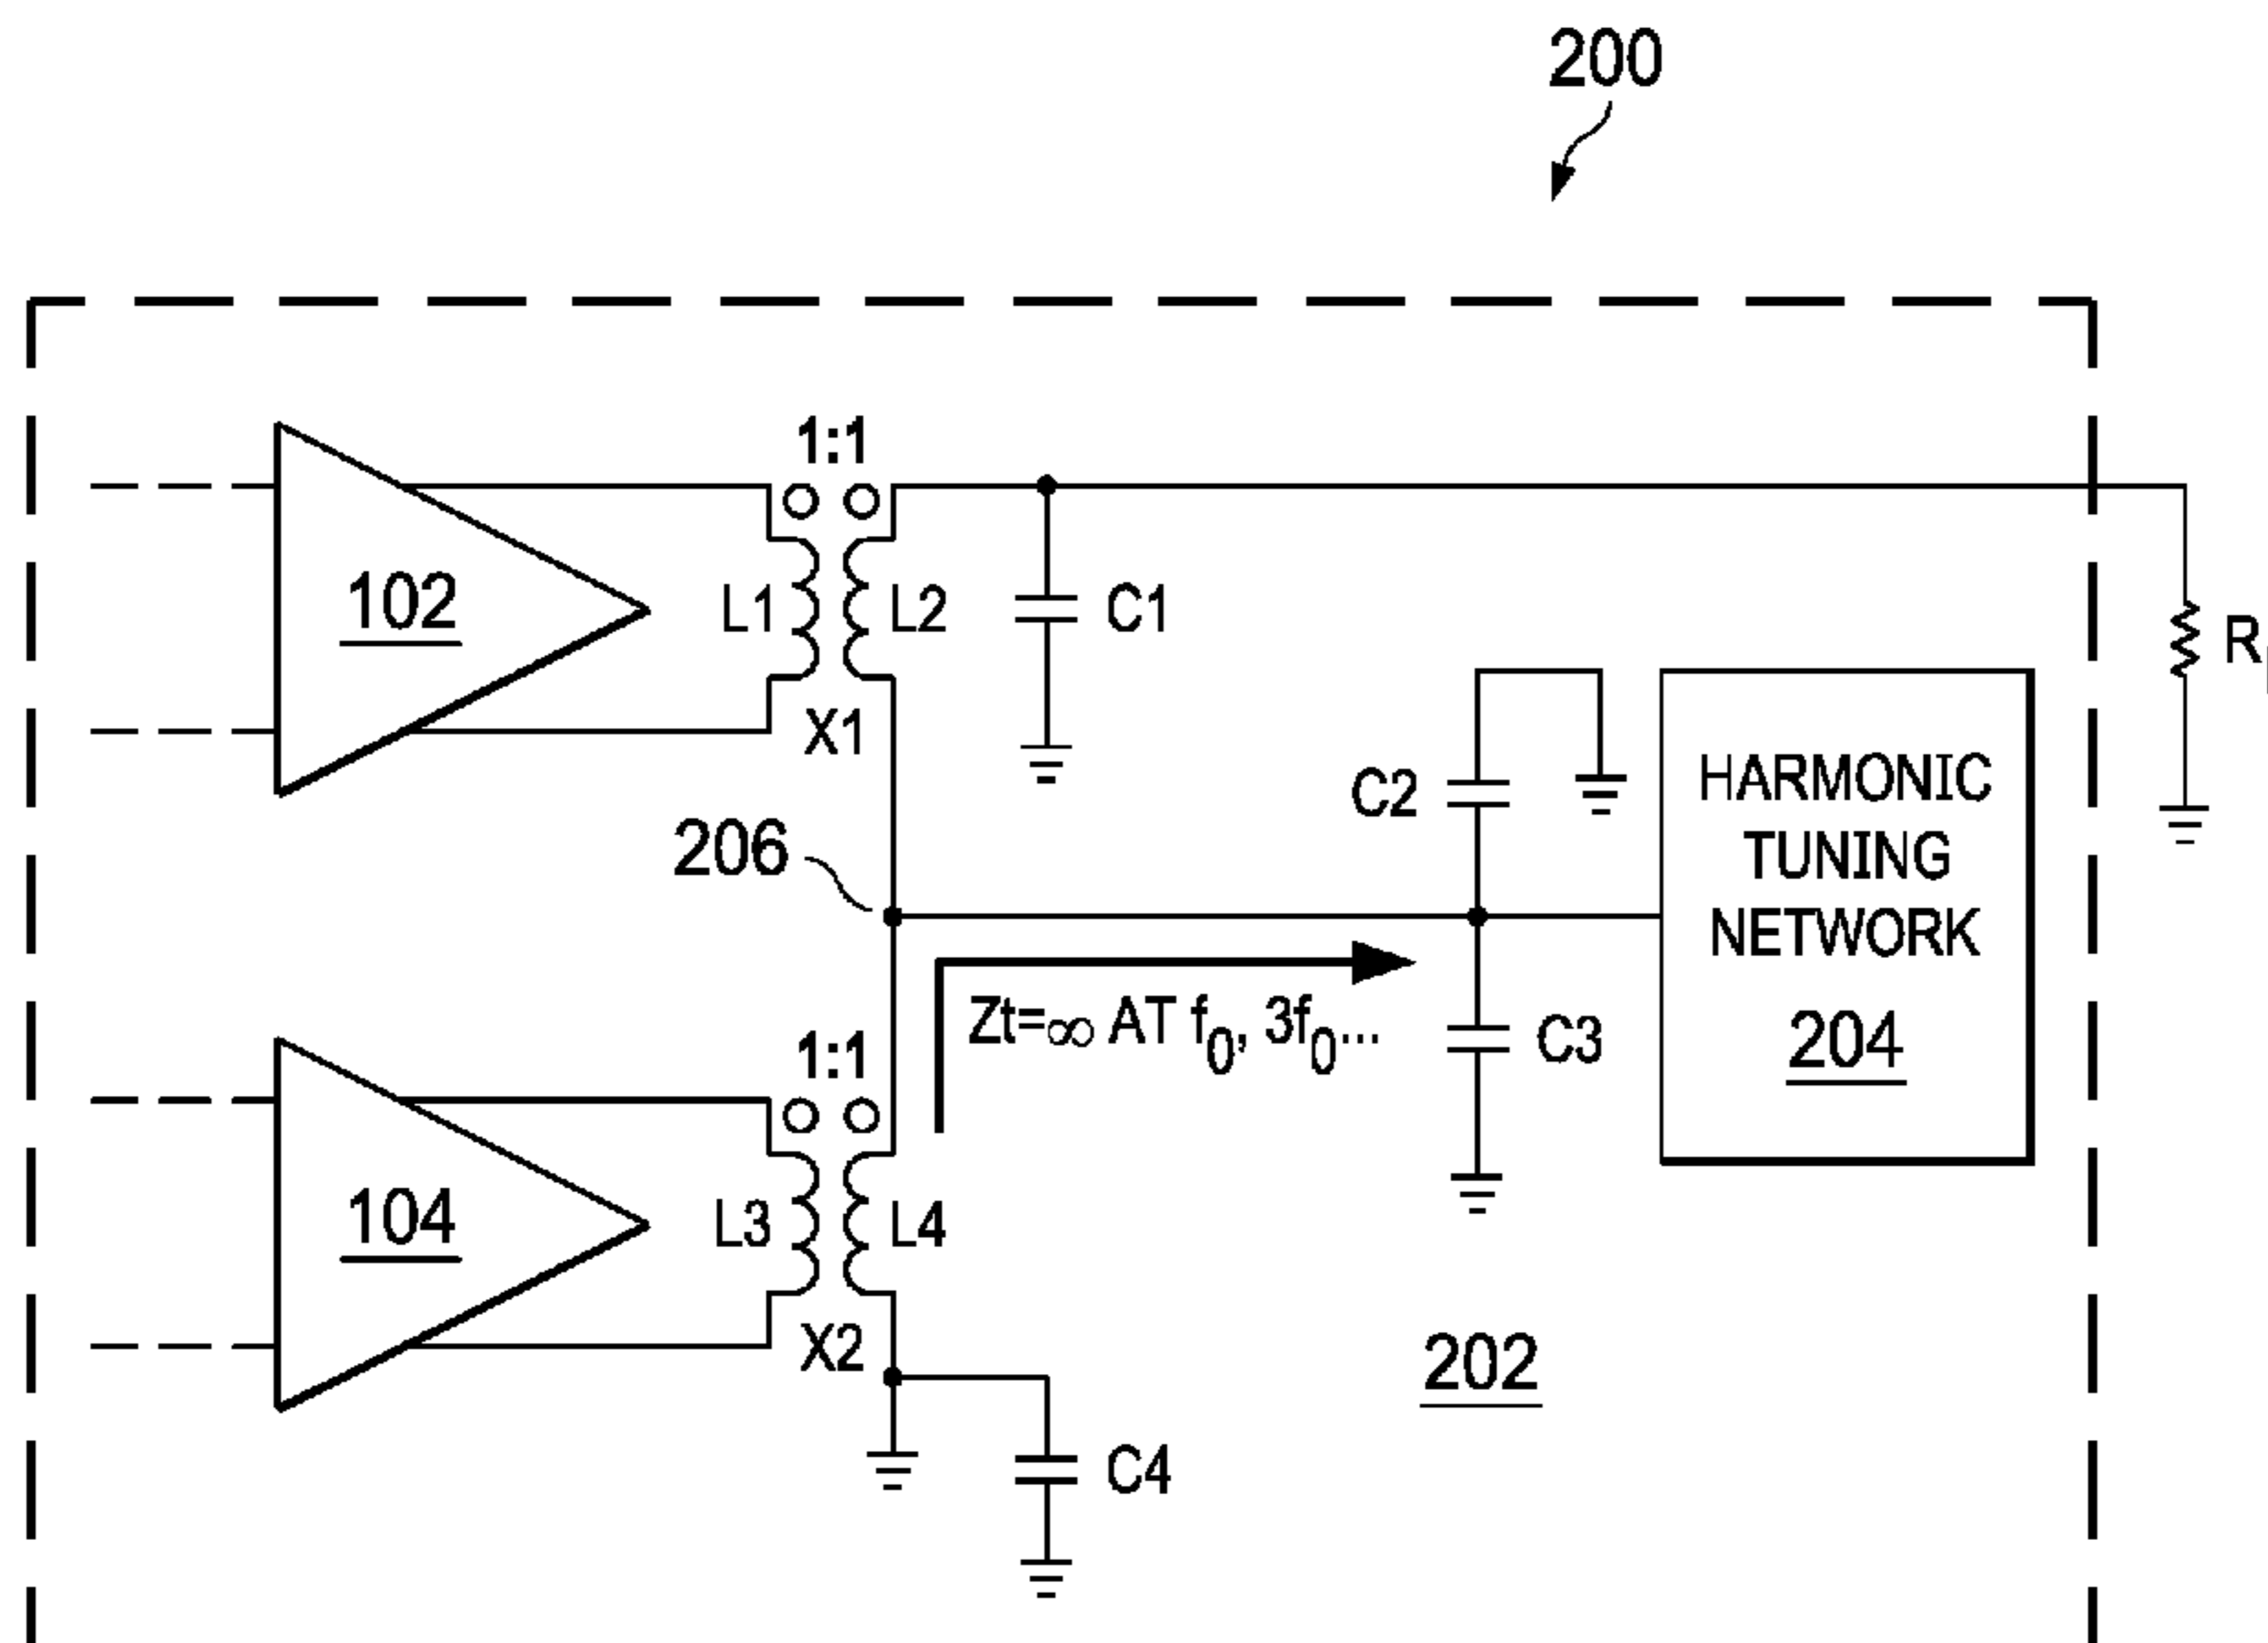 200
1:1
102
L1
L2
C1
X1
R
206
C2
HARMONIC
TUNING
NETWORK
204
Zt=∞ AT f0, 3f0...
C3
1:1
104
L3
L4
X2
202
C4